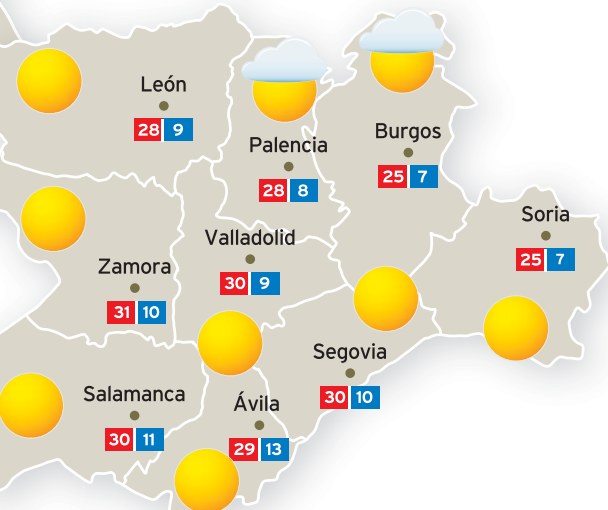 León
28 9
Palencia
28 8
Burgos
25 7
Soria
25 7
Zamora
31 10
Valladolid
30 9
Segovia
30 10
Salamanca
30 11
Ávila
29 13